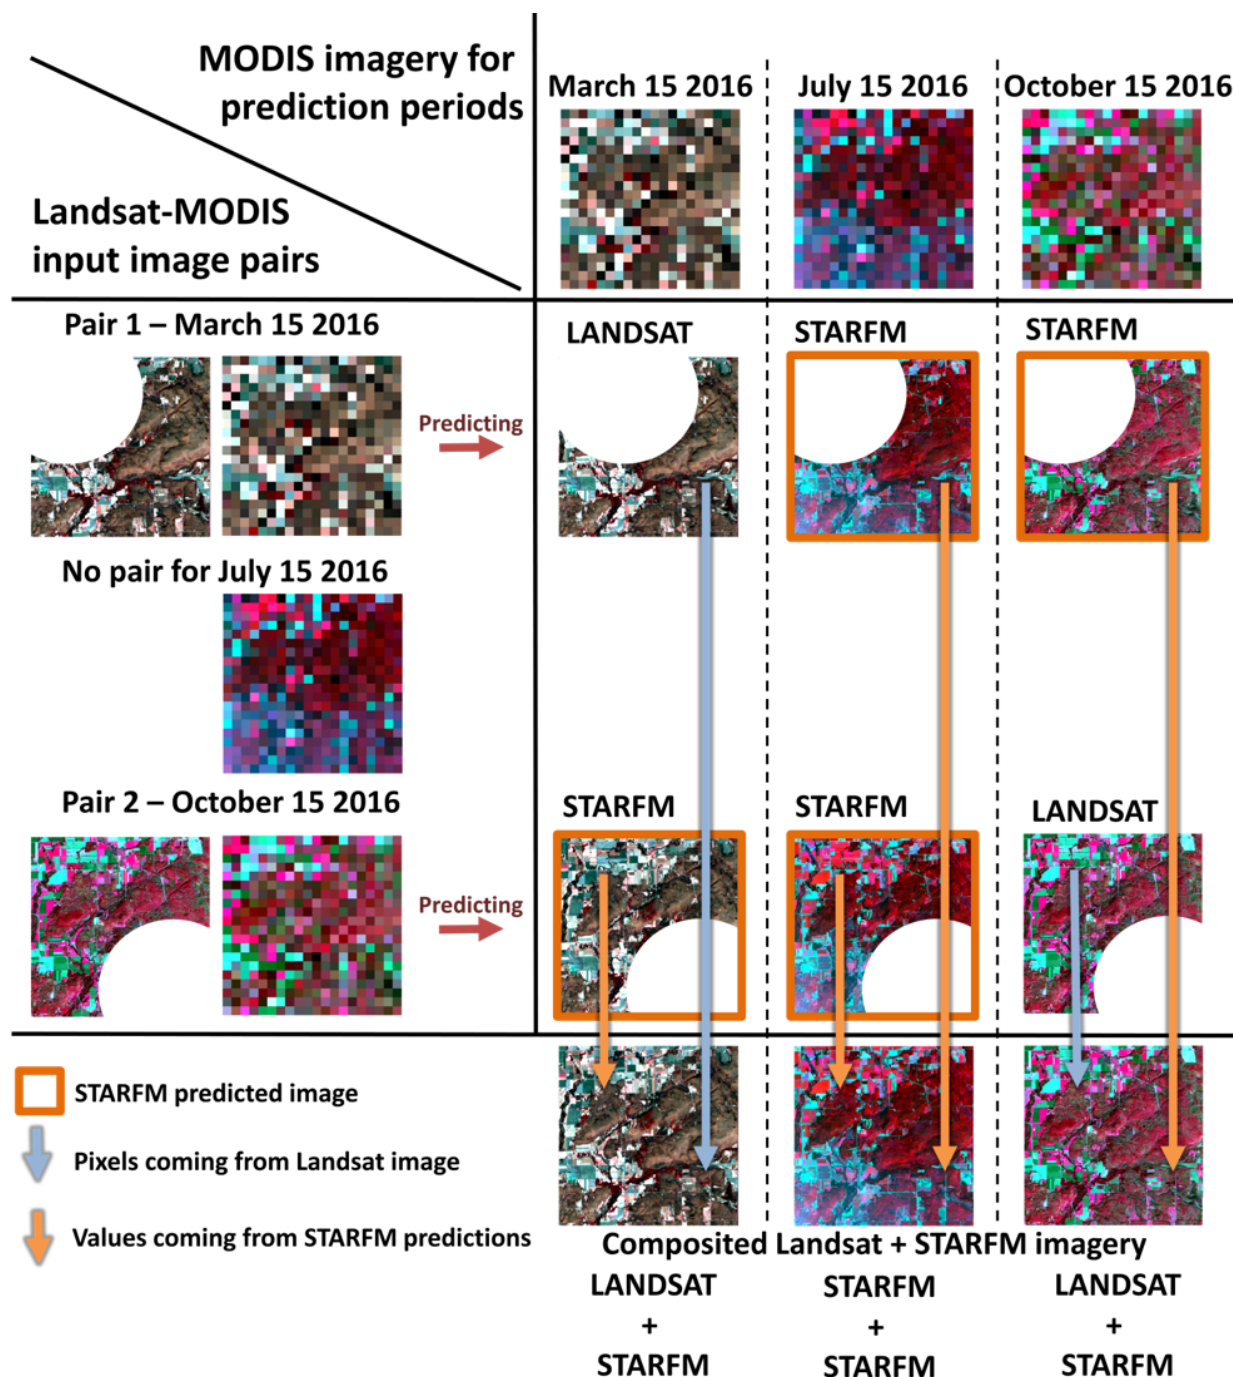 MODIS imagery for
prediction periods
Landsat-MODIS
input image pairs
March 15 2016
July 15 2016
October 15 2016
Pair 1 – March 15 2016
Predicting
LANDSAT
STARFM
STARFM
No pair for July 15 2016
Pair 2 – October 15 2016
Predicting
STARFM
STARFM
LANDSAT
STARFM predicted image
Pixels coming from Landsat image
Values coming from STARFM predictions
Composited Landsat + STARFM imagery
LANDSAT
+
STARFM
STARFM
+
STARFM
LANDSAT
+
STARFM